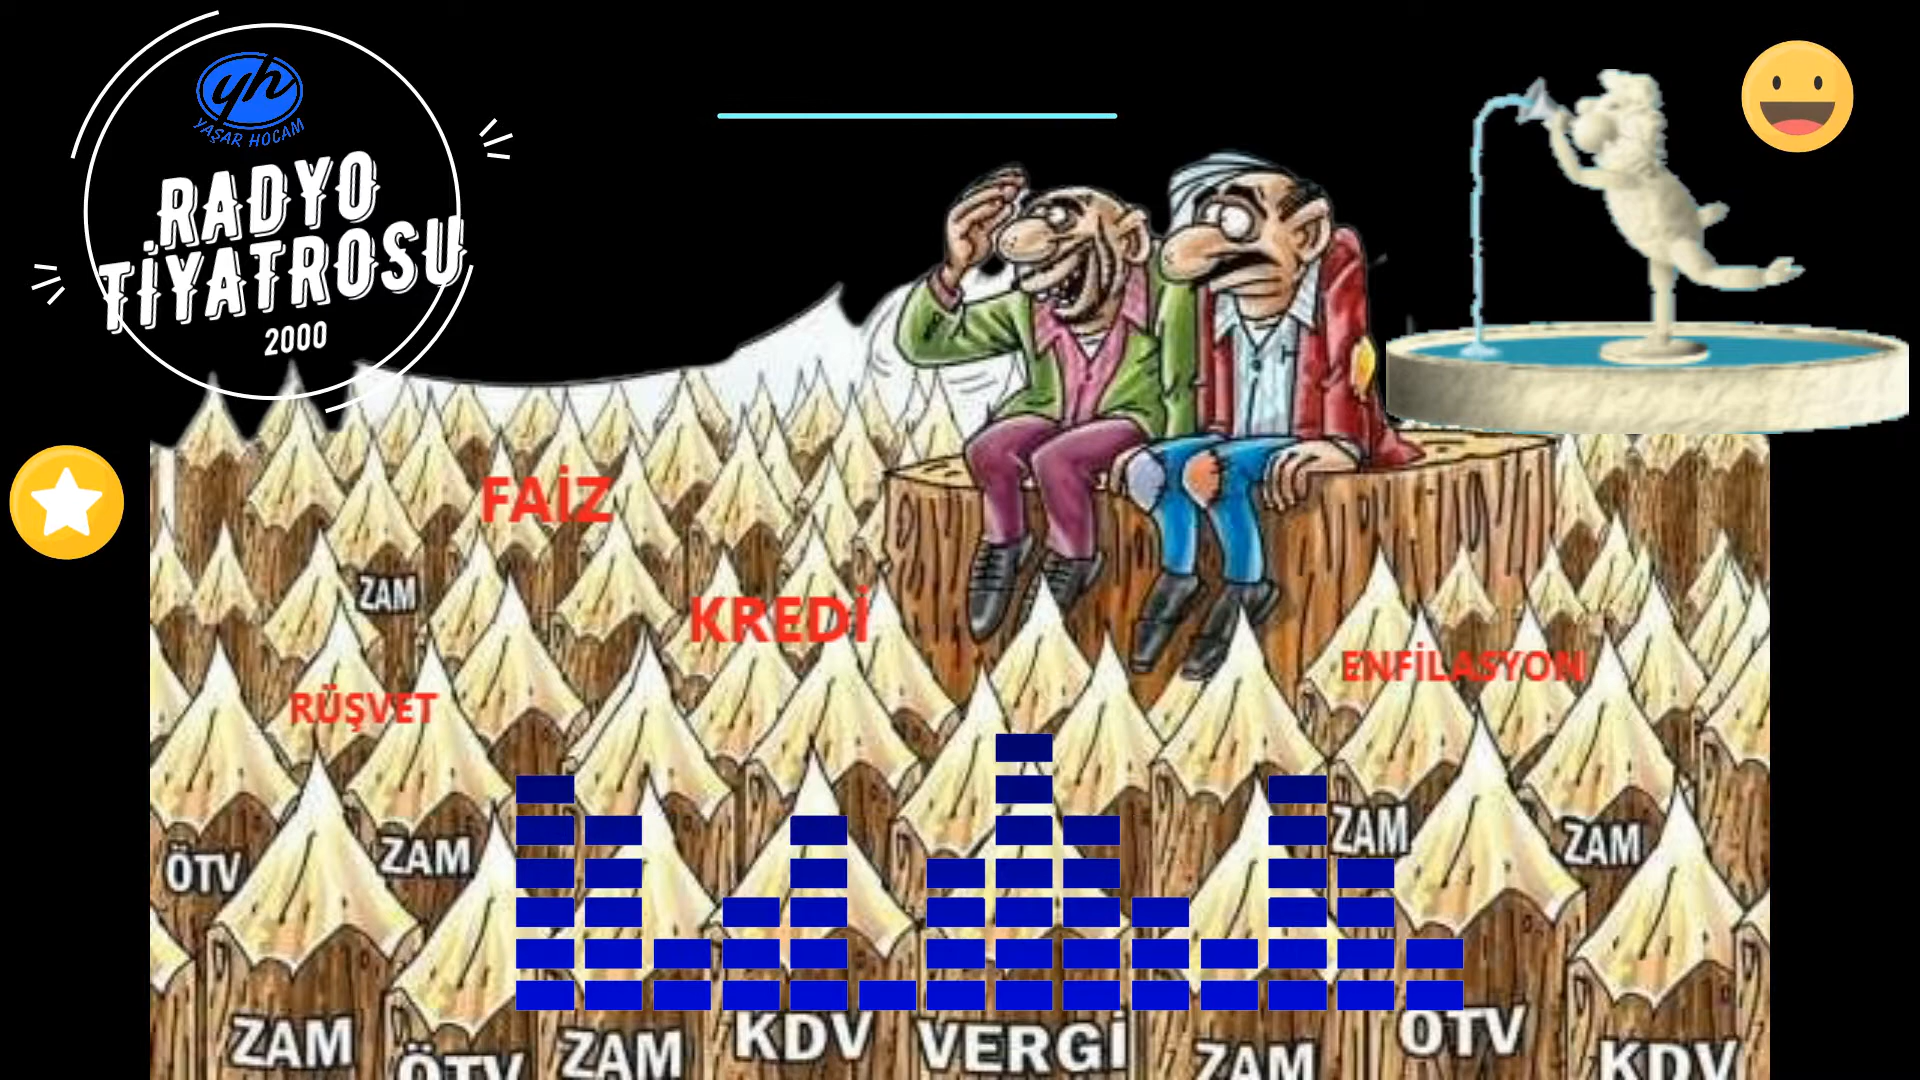 yh
YAŞAR HOCAM
RADYO
TİYATROSU
2000
FAİZ
ZAM
KREDİ
ENFİLASYON
RÜŞVET
ZAM
ZAM
ÖTV
ZAM
ZAM
ÖTV
ZAM
KDV
VERGİ
ZAM
ÖTV
KDV